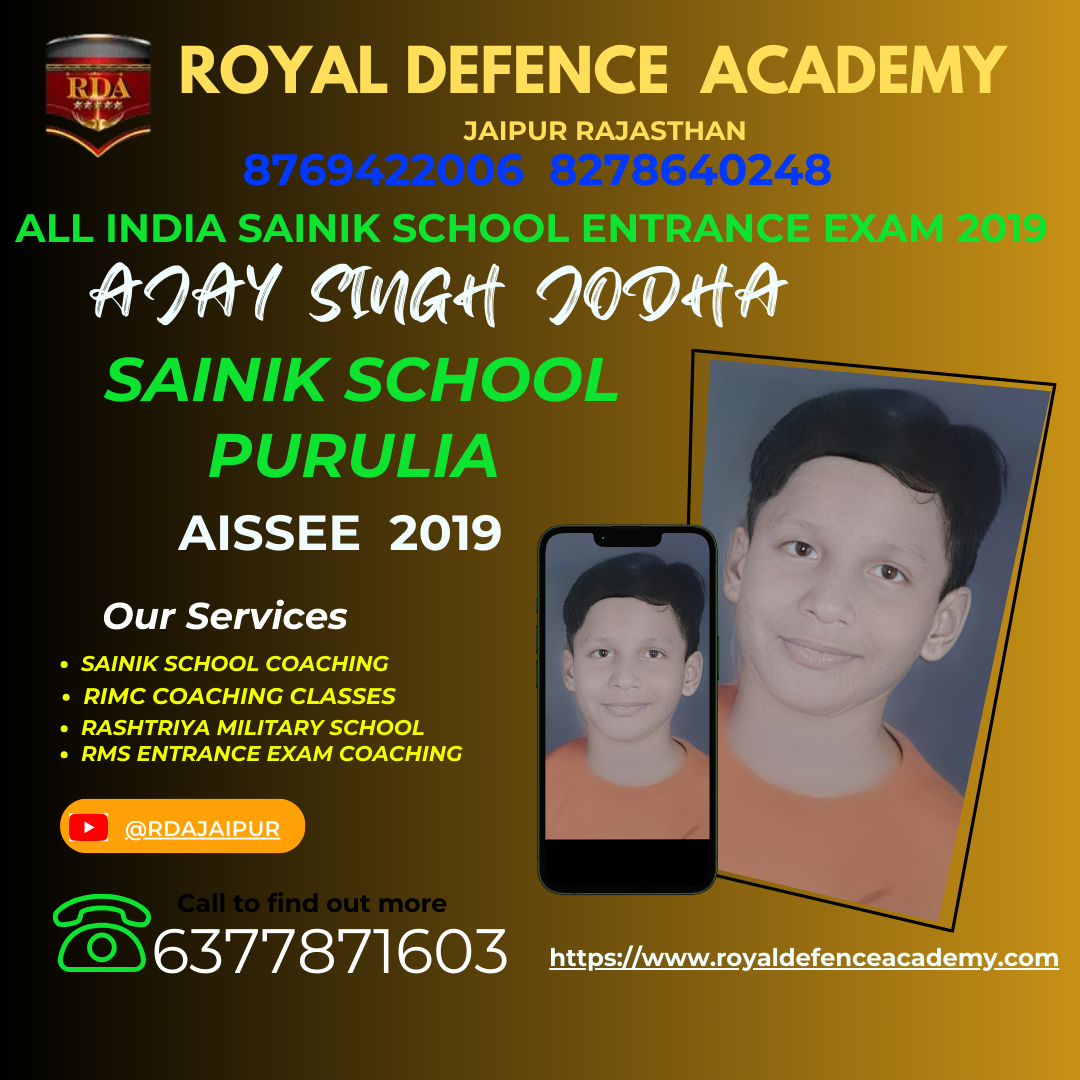 RDA
ROYAL DEFENCE ACADEMY
JAIPUR RAJASTHAN
8769422006 8278640248
ALL INDIA SAINIK SCHOOL ENTRANCE EXAM 2019
AJAY SINGH JODHA
SAINIK SCHOOL
PURULIA
AISSEE 2019
Our Services
• SAINIK SCHOOL COACHING
• RIMC COACHING CLASSES
• RASHTRIYA MILITARY SCHOOL
• RMS ENTRANCE EXAM COACHING
@RDAJAIPUR
Call to find out more
6377871603
https://www.royaldefenceacademy.com